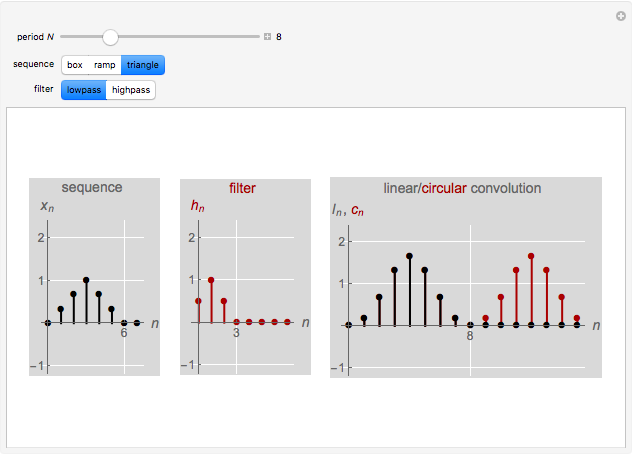 period N 8
sequence box ramp triangle
filter lowpass highpass
sequence
xn
2
1
-1
6
n
filter
hn
2
1
-1
3
n
linear/circular convolution
ln, cn
2
1
-1
8
n